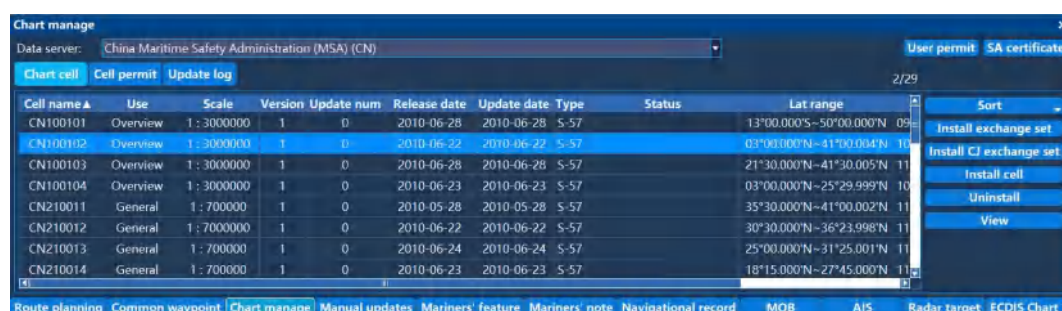 Chart manage
Data server: China Maritime Safety Administration (MSA) (CN) User permit SA certificate
Chart cell Cell permit Update log 2/29
Cell name▲ Use Scale Version Update num Release date Update date Type Status Lat range
CN100101 Overview 1 : 3000000 1 0 2010-06-28 2010-06-28 S-57 13°00.000'S~50°00.000'N 09
CN100102 Overview 1 : 3000000 1 0 2010-06-22 2010-06-22 S-57 03°00.000'N~41°00.004'N 10
CN100103 Overview 1 : 3000000 1 0 2010-06-28 2010-06-28 S-57 21°30.000'N~41°30.005'N 11
CN100104 Overview 1 : 3000000 1 0 2010-06-23 2010-06-23 S-57 03°00.000'N~25°29.999'N 10
CN210011 General 1 : 700000 1 0 2010-05-28 2010-05-28 S-57 35°30.000'N~41°00.002'N 11
CN210012 General 1 : 7000000 1 0 2010-06-22 2010-06-22 S-57 30°30.000'N~36°23.998'N 11
CN210013 General 1 : 700000 1 0 2010-06-24 2010-06-24 S-57 25°00.000'N~31°25.001'N 11
CN210014 General 1 : 700000 1 0 2010-06-23 2010-06-23 S-57 18°15.000'N~27°45.000'N 11
Sort
Install exchange set
Install CJ exchange set
Install cell
Uninstall
View
Route planning Common waypoint Chart manage Manual updates Mariners' feature Mariners' note Navigational record MOB AIS Radar target ECDIS Chart